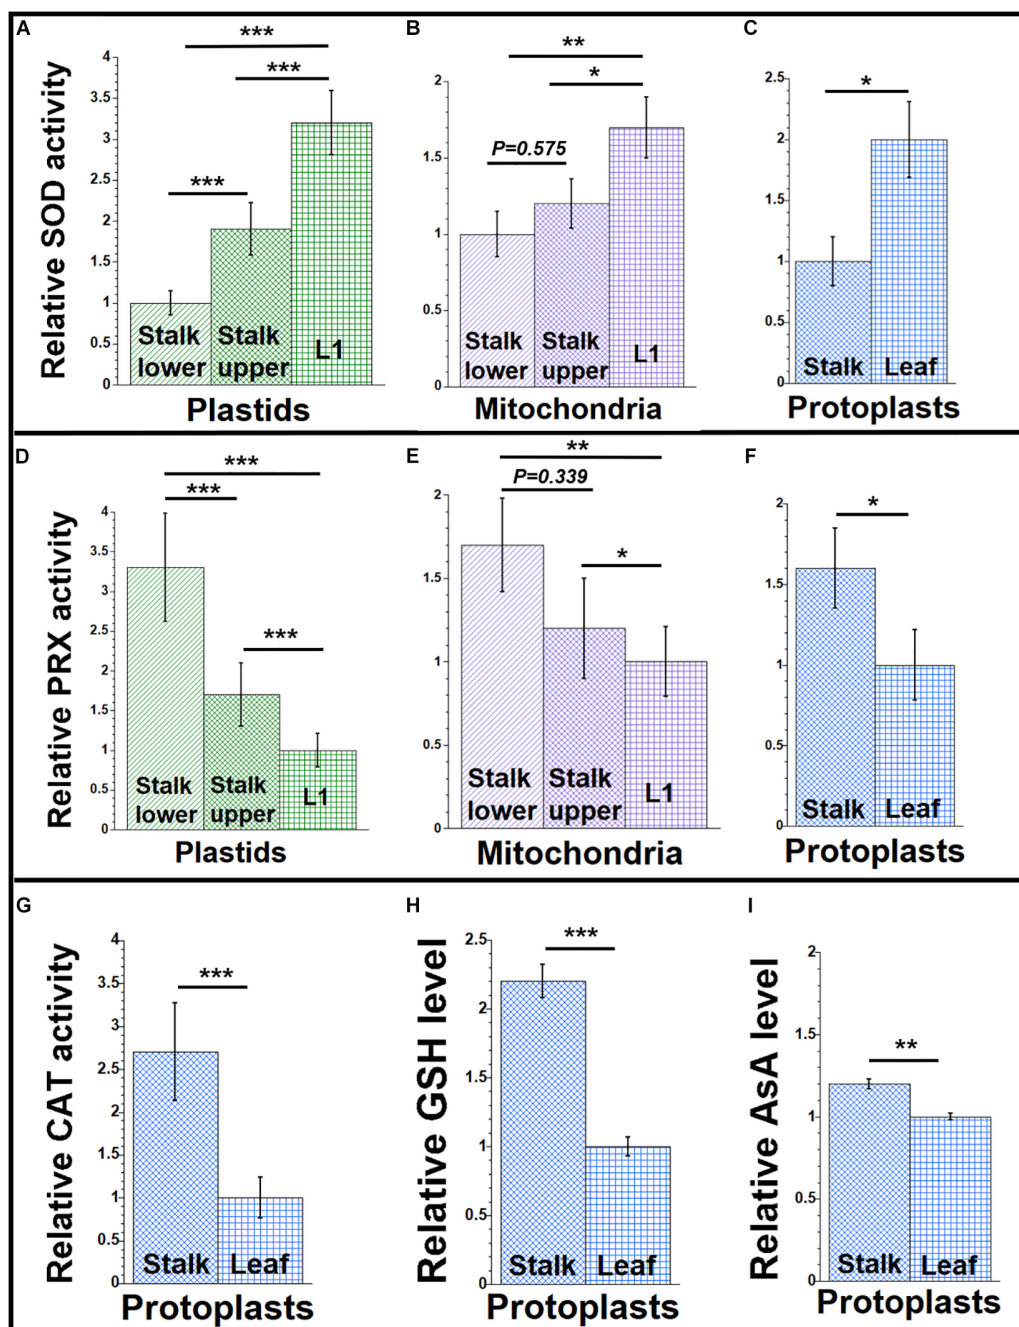 A
Relative SOD activity
4
3.5
3
2.5
2
1.5
1
0.5
0
***
***
***
Stalk lower
Stalk upper
L1
Plastids
B
2
1.5
1
0.5
0
**
*
P=0.575
Stalk lower
Stalk upper
L1
Mitochondria
C
2.5
2
1.5
1
0.5
0
*
Stalk
Leaf
Protoplasts
D
Relative PRX activity
4
3.5
3
2.5
2
1.5
1
0.5
0
***
***
***
Stalk lower
Stalk upper
L1
Plastids
E
2
1.5
1
0.5
0
**
P=0.339
*
Stalk lower
Stalk upper
L1
Mitochondria
F
2
1.5
1
0.5
0
*
Stalk
Leaf
Protoplasts
G
Relative CAT activity
4
3.5
3
2.5
2
1.5
1
0.5
0
***
Stalk
Leaf
Protoplasts
H
Relative GSH level
2.5
2
1.5
1
0.5
0
***
Stalk
Leaf
Protoplasts
I
Relative AsA level
2
1.5
1
0.5
0
**
Stalk
Leaf
Protoplasts